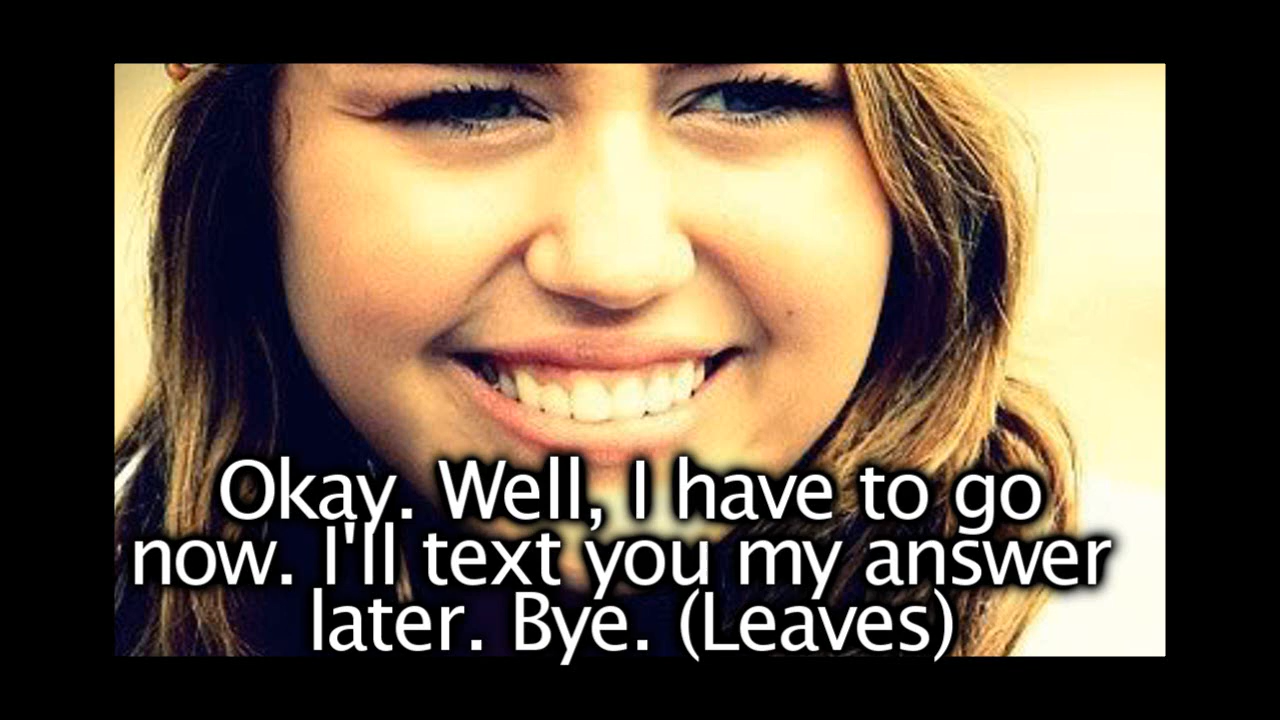 Okay. Well, I have to go
now. I'll text you my answer
later. Bye. (Leaves)